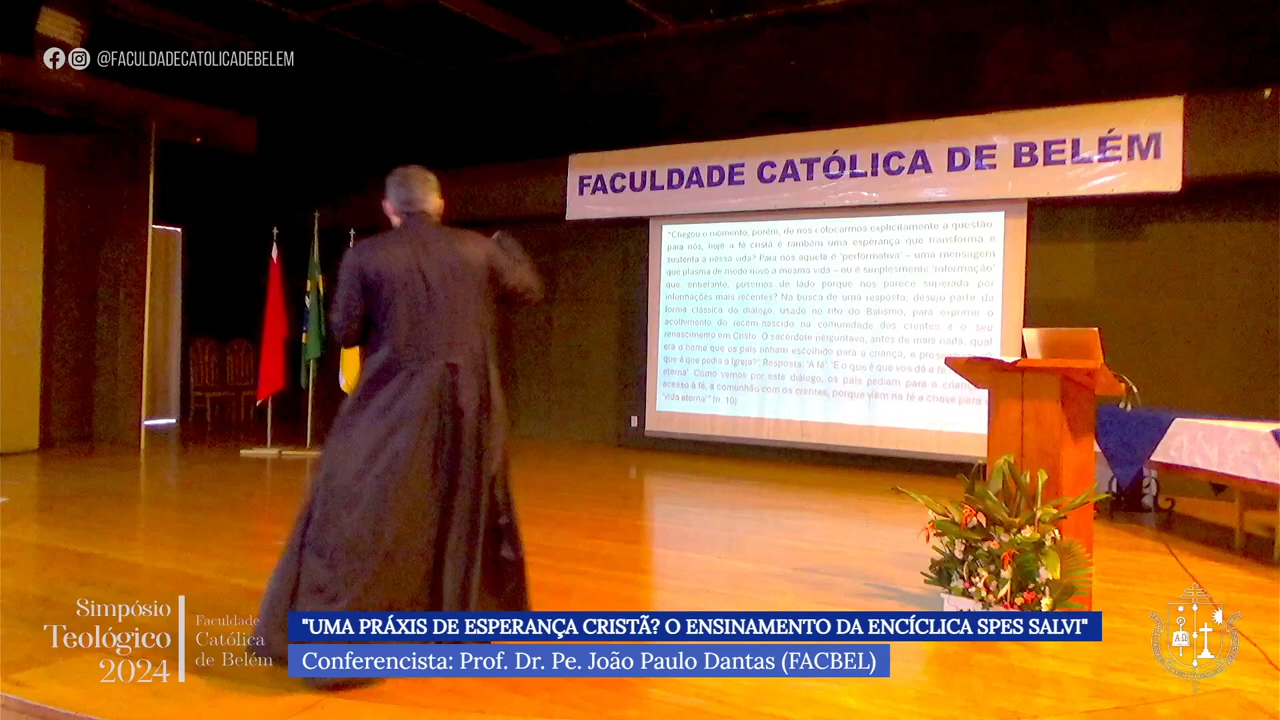 @FACULDADECATOLICADEBELEM
FACULDADE CATÓLICA DE BELÉM
"Chegou o momento, porém, de nos colocarmos explicitamente a questão
para nós, hoje a fé cristã é também uma esperança que transforma e
sustenta a nossa vida? Para nós aquela é 'performativa' – uma mensagem
que plasma de modo novo a mesma vida – ou é simplesmente 'informação'
que, entretanto, pusemos de lado porque nos parece superada por
informações mais recentes? Na busca de uma resposta, desejo partir da
forma clássica do diálogo, usado no rito do Batismo, para exprimir o
acolhimento do recém-nascido na comunidade dos crentes e o seu
renascimento em Cristo. O sacerdote perguntava, antes de mais nada, qual
era o nome que os pais tinham escolhido para a criança, e
que é que pedis à Igreja?'. Resposta: 'A fé'. 'E o que é que vos dá a fé
eterna'. Como vemos por este diálogo, os pais pediam para a
acesso à fé, a comunhão com os crentes, porque viam na fé a chave para
'vida eterna'" (n. 10).
Simpósio
Teológico
2024
Faculdade
Católica
de Belém
"UMA PRÁXIS DE ESPERANÇA CRISTÃ? O ENSINAMENTO DA ENCÍCLICA SPES SALVI"
Conferencista: Prof. Dr. Pe. João Paulo Dantas (FACBEL)